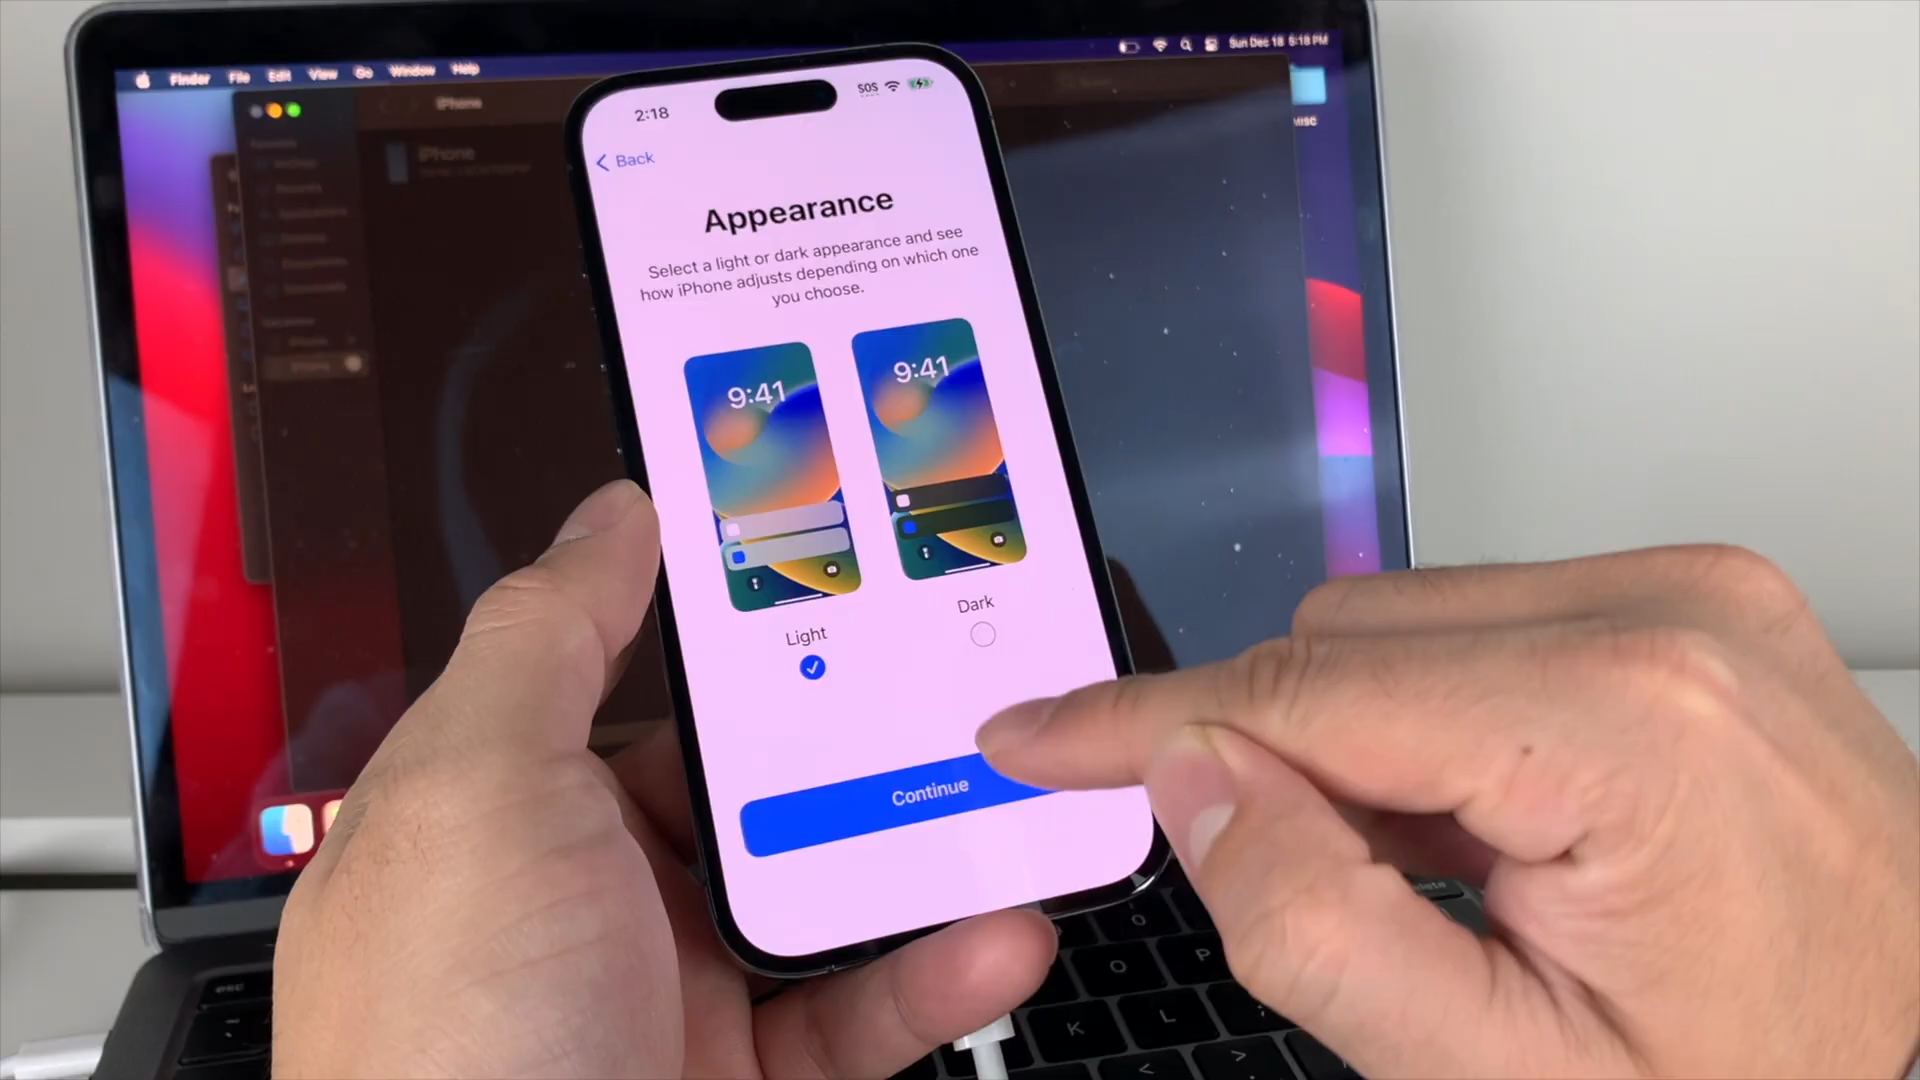 Finder File Edit View Go Window Help
Sun Dec 18 5:18 PM
iPhone
iPhone
MISC
2:18
SOS
Back
Appearance
Select a light or dark appearance and see
how iPhone adjusts depending on which one
you choose.
9:41
9:41
Light
Dark
Continue
esc
O
P
K
L
;
<
>